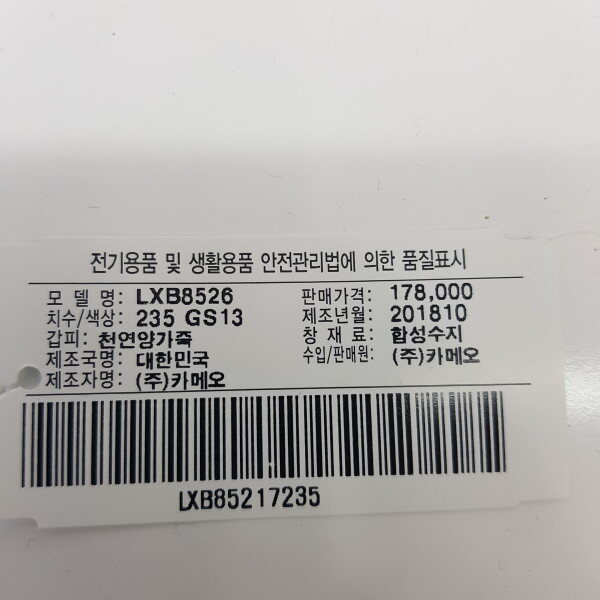 전기용품 및 생활용품 안전관리법에 의한 품질표시
모 델 명: LXB8526 판매가격: 178,000
치수/색상: 235 GS13 제조년월: 201810
갑피: 천연양가죽 창 재 료: 합성수지
제조국명: 대한민국 수입/판매원: (주)카메오
제조자명: (주)카메오
LXB85217235